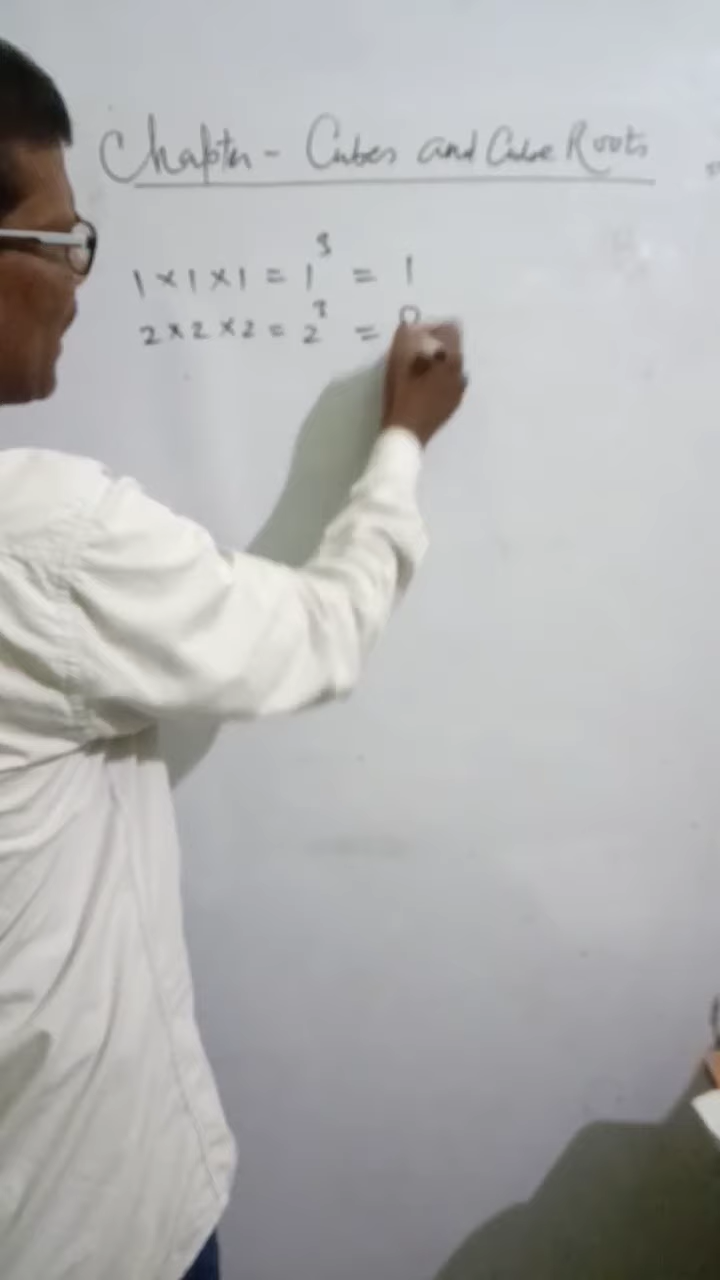 Chapter - Cubes and Cube Roots
1 × 1 × 1 = 1³ = 1
2 × 2 × 2 = 2³ =